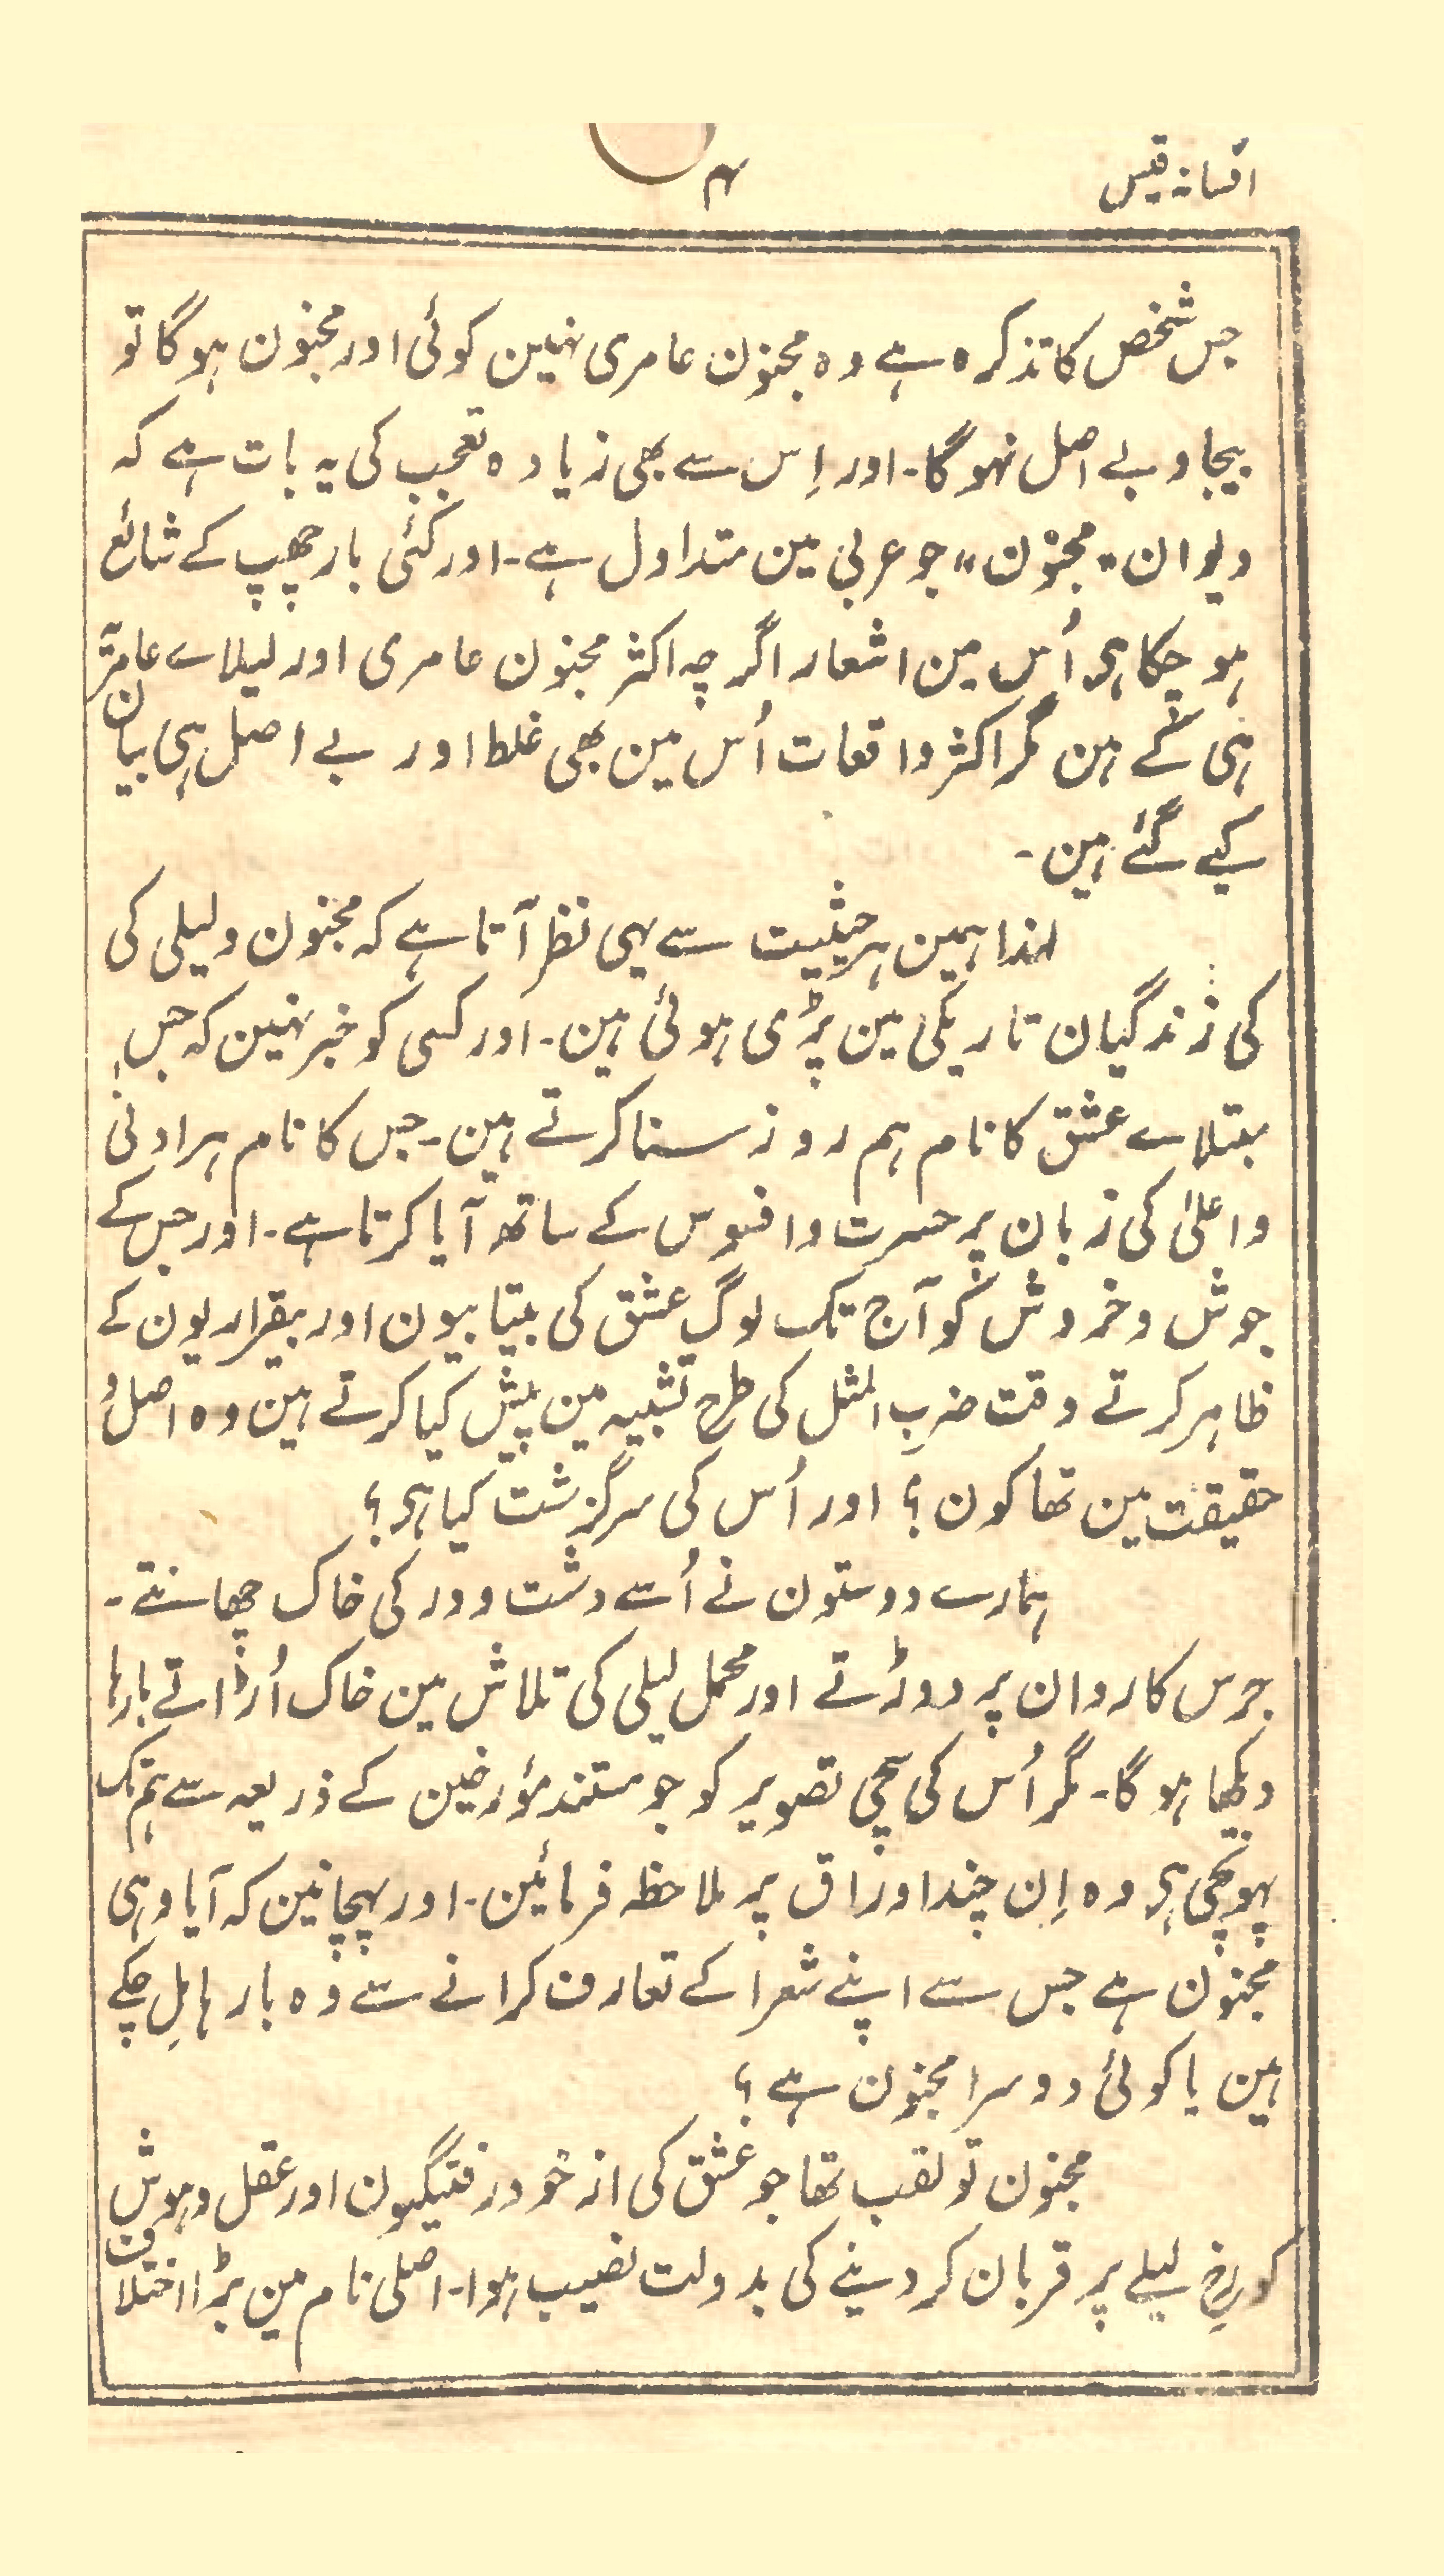 افسانۂ قیس
۴
جس شخص کا تذکرہ ہے وہ مجنون عامری نہین کوئی اور مجنون ہوگا تو
بیجا و بے اصل نہوگا۔ اور اِس سے بھی زیادہ تعجب کی یہ بات ہے کہ
دیوان "مجنون" جو عربی مین متداول ہے۔ اور کئی بار چھپ کے شائع
ہو چکا ہی اُس مین اشعار اگرچہ اکثر مجنون عامری اور لیلاے عامریہ
ہی کے ہین مگر اکثر واقعات اُس مین بھی غلط اور بے اصل ہی بیان
کیے گئے ہین۔
لہذا ہمین ہر حیثیت سے یہی نظر آتا ہے کہ مجنون و لیلی کی
کی زندگیان تاریکی مین پڑی ہوئی ہین۔ اور کسی کو خبر نہین کہ جس
مبتلاے عشق کا نام ہم روز سنا کرتے ہین۔ جس کا نام ہر ادنی
و اعلیٰ کی زبان پر حسرت و افسوس کے ساتھ آیا کرتا ہے۔ اور جس کے
جوش و خروش کو آج تک لوگ عشق کی بیتابیون اور بیقراریون کے
ظاہر کرتے وقت ضربِ المثل کی طرح تشبیہ مین پیش کیا کرتے ہین وہ اصل و
حقیقت مین تھا کون؟ اور اُس کی سرگزشت کیا ہی؟
ہمارے دوستون نے اُسے دشت و در کی خاک چھانتے۔
جرس کاروان پر دوڑتے اور محمل لیلی کی تلاش مین خاک اُڑاتے بارہا
دیکھا ہوگا۔ مگر اُس کی سچی تصویر کو جو مستند مؤرخین کے ذریعہ سے ہم تک
پہونچی ہی وہ اِن چند اوراق پر ملاحظہ فرمائین۔ اور پہچانین کہ آیا وہی
مجنون ہے جس سے اپنے شعرا کے تعارف کرانے سے وہ بارہا مِل چکے
ہین یا کوئی دوسرا مجنون ہے؟
مجنون تو لقب تھا جو عشق کی از خود رفتگیون اور عقل و ہوش
کو رخِ لیلے پر قربان کر دینے کی بدولت نصیب ہوا۔ اصلی نام مین بڑا اختلاف